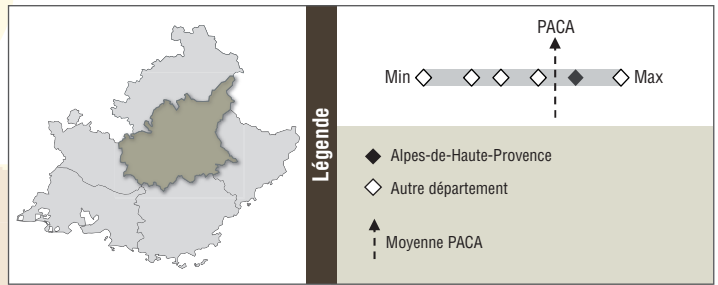 Légende
PACA
Min Max
Alpes-de-Haute-Provence
Autre département
Moyenne PACA